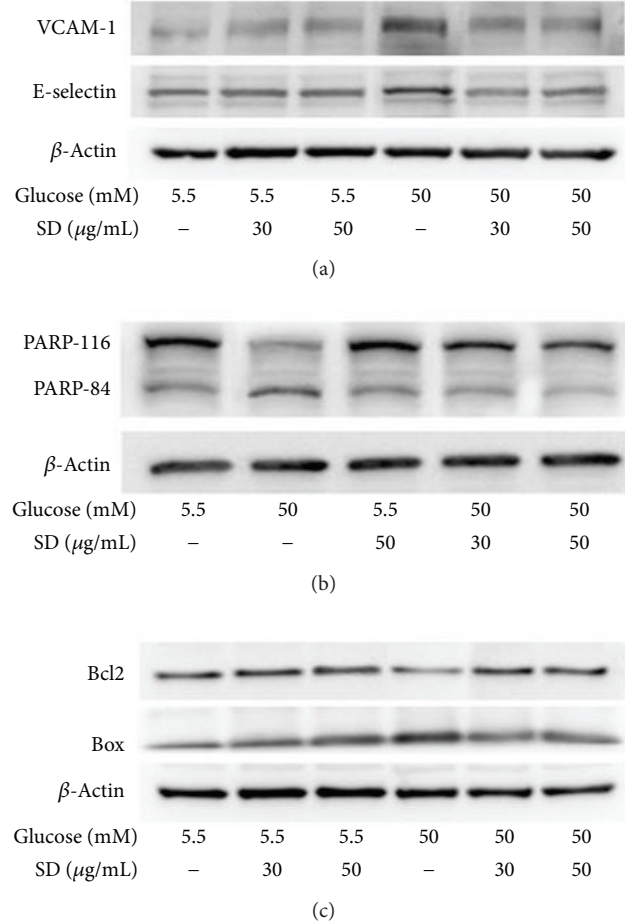 VCAM-1
E-selectin
β-Actin
Glucose (mM) 5.5 5.5 5.5 50 50 50
SD (μg/mL) – 30 50 – 30 50
(a)
PARP-116
PARP-84
β-Actin
Glucose (mM) 5.5 50 5.5 50 50
SD (μg/mL) – – 50 30 50
(b)
Bcl2
Box
β-Actin
Glucose (mM) 5.5 5.5 5.5 50 50 50
SD (μg/mL) – 30 50 – 30 50
(c)